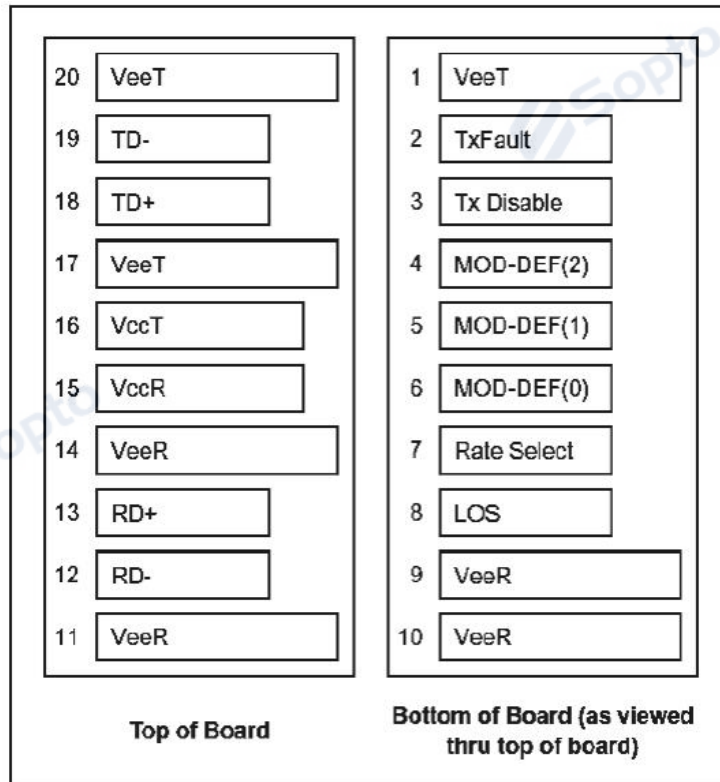 20 VeeT
19 TD-
18 TD+
17 VeeT
16 VccT
15 VccR
14 VeeR
13 RD+
12 RD-
11 VeeR
Top of Board
1 VeeT
2 TxFault
3 Tx Disable
4 MOD-DEF(2)
5 MOD-DEF(1)
6 MOD-DEF(0)
7 Rate Select
8 LOS
9 VeeR
10 VeeR
Bottom of Board (as viewed
thru top of board)
Sopto
Sopto